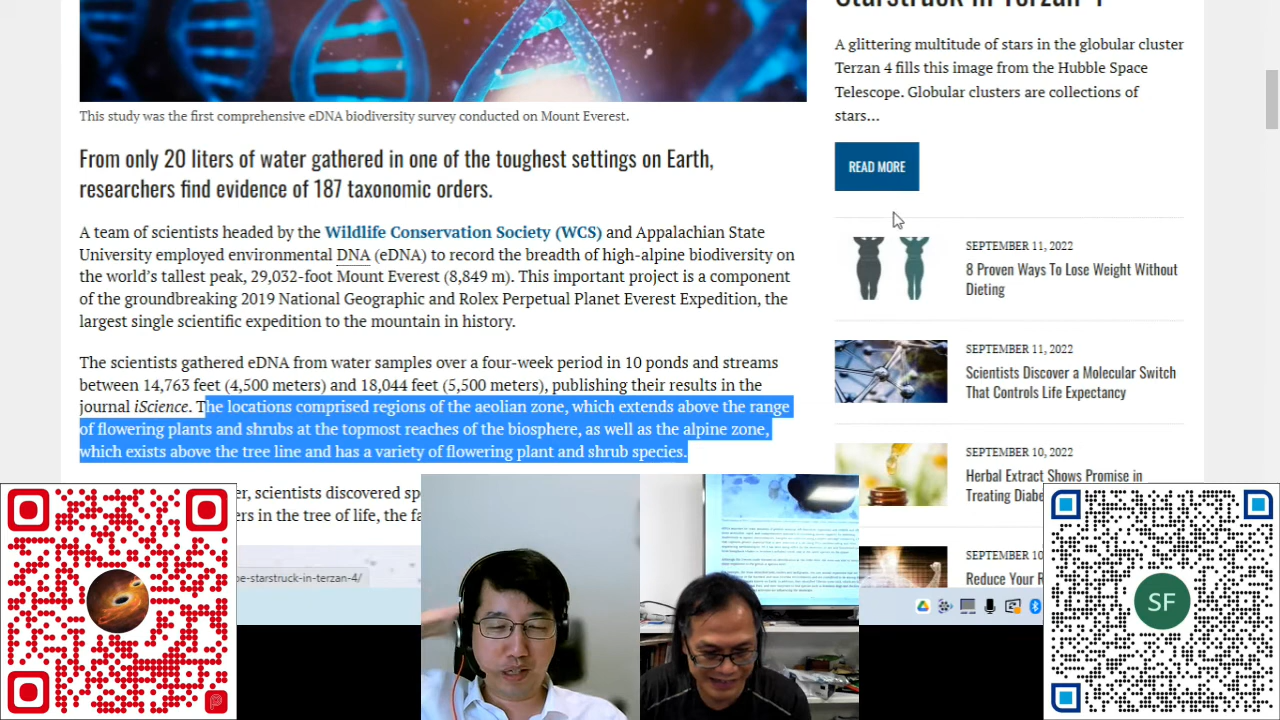 Starstruck in Terzan 4
A glittering multitude of stars in the globular cluster
Terzan 4 fills this image from the Hubble Space
Telescope. Globular clusters are collections of
stars...
READ MORE
This study was the first comprehensive eDNA biodiversity survey conducted on Mount Everest.
From only 20 liters of water gathered in one of the toughest settings on Earth,
researchers find evidence of 187 taxonomic orders.
A team of scientists headed by the Wildlife Conservation Society (WCS) and Appalachian State
University employed environmental DNA (eDNA) to record the breadth of high-alpine biodiversity on
the world's tallest peak, 29,032-foot Mount Everest (8,849 m). This important project is a component
of the groundbreaking 2019 National Geographic and Rolex Perpetual Planet Everest Expedition, the
largest single scientific expedition to the mountain in history.
The scientists gathered eDNA from water samples over a four-week period in 10 ponds and streams
between 14,763 feet (4,500 meters) and 18,044 feet (5,500 meters), publishing their results in the
journal iScience. The locations comprised regions of the aeolian zone, which extends above the range
of flowering plants and shrubs at the topmost reaches of the biosphere, as well as the alpine zone,
which exists above the tree line and has a variety of flowering plant and shrub species.
er, scientists discovered sp
ers in the tree of life, the fa
pe-starstruck-in-terzan-4/
SEPTEMBER 11, 2022
8 Proven Ways To Lose Weight Without
Dieting
SEPTEMBER 11, 2022
Scientists Discover a Molecular Switch
That Controls Life Expectancy
SEPTEMBER 10, 2022
Herbal Extract Shows Promise in
Treating Diabe
SEPTEMBER 10
Reduce Your R
SF